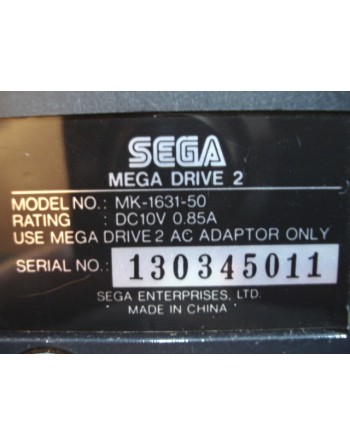 SEGA
MEGA DRIVE 2
MODEL NO.: MK-1631-50
RATING : DC10V 0.85A
USE MEGA DRIVE 2 AC ADAPTOR ONLY
SERIAL NO.: 130345011
SEGA ENTERPRISES, LTD.
MADE IN CHINA